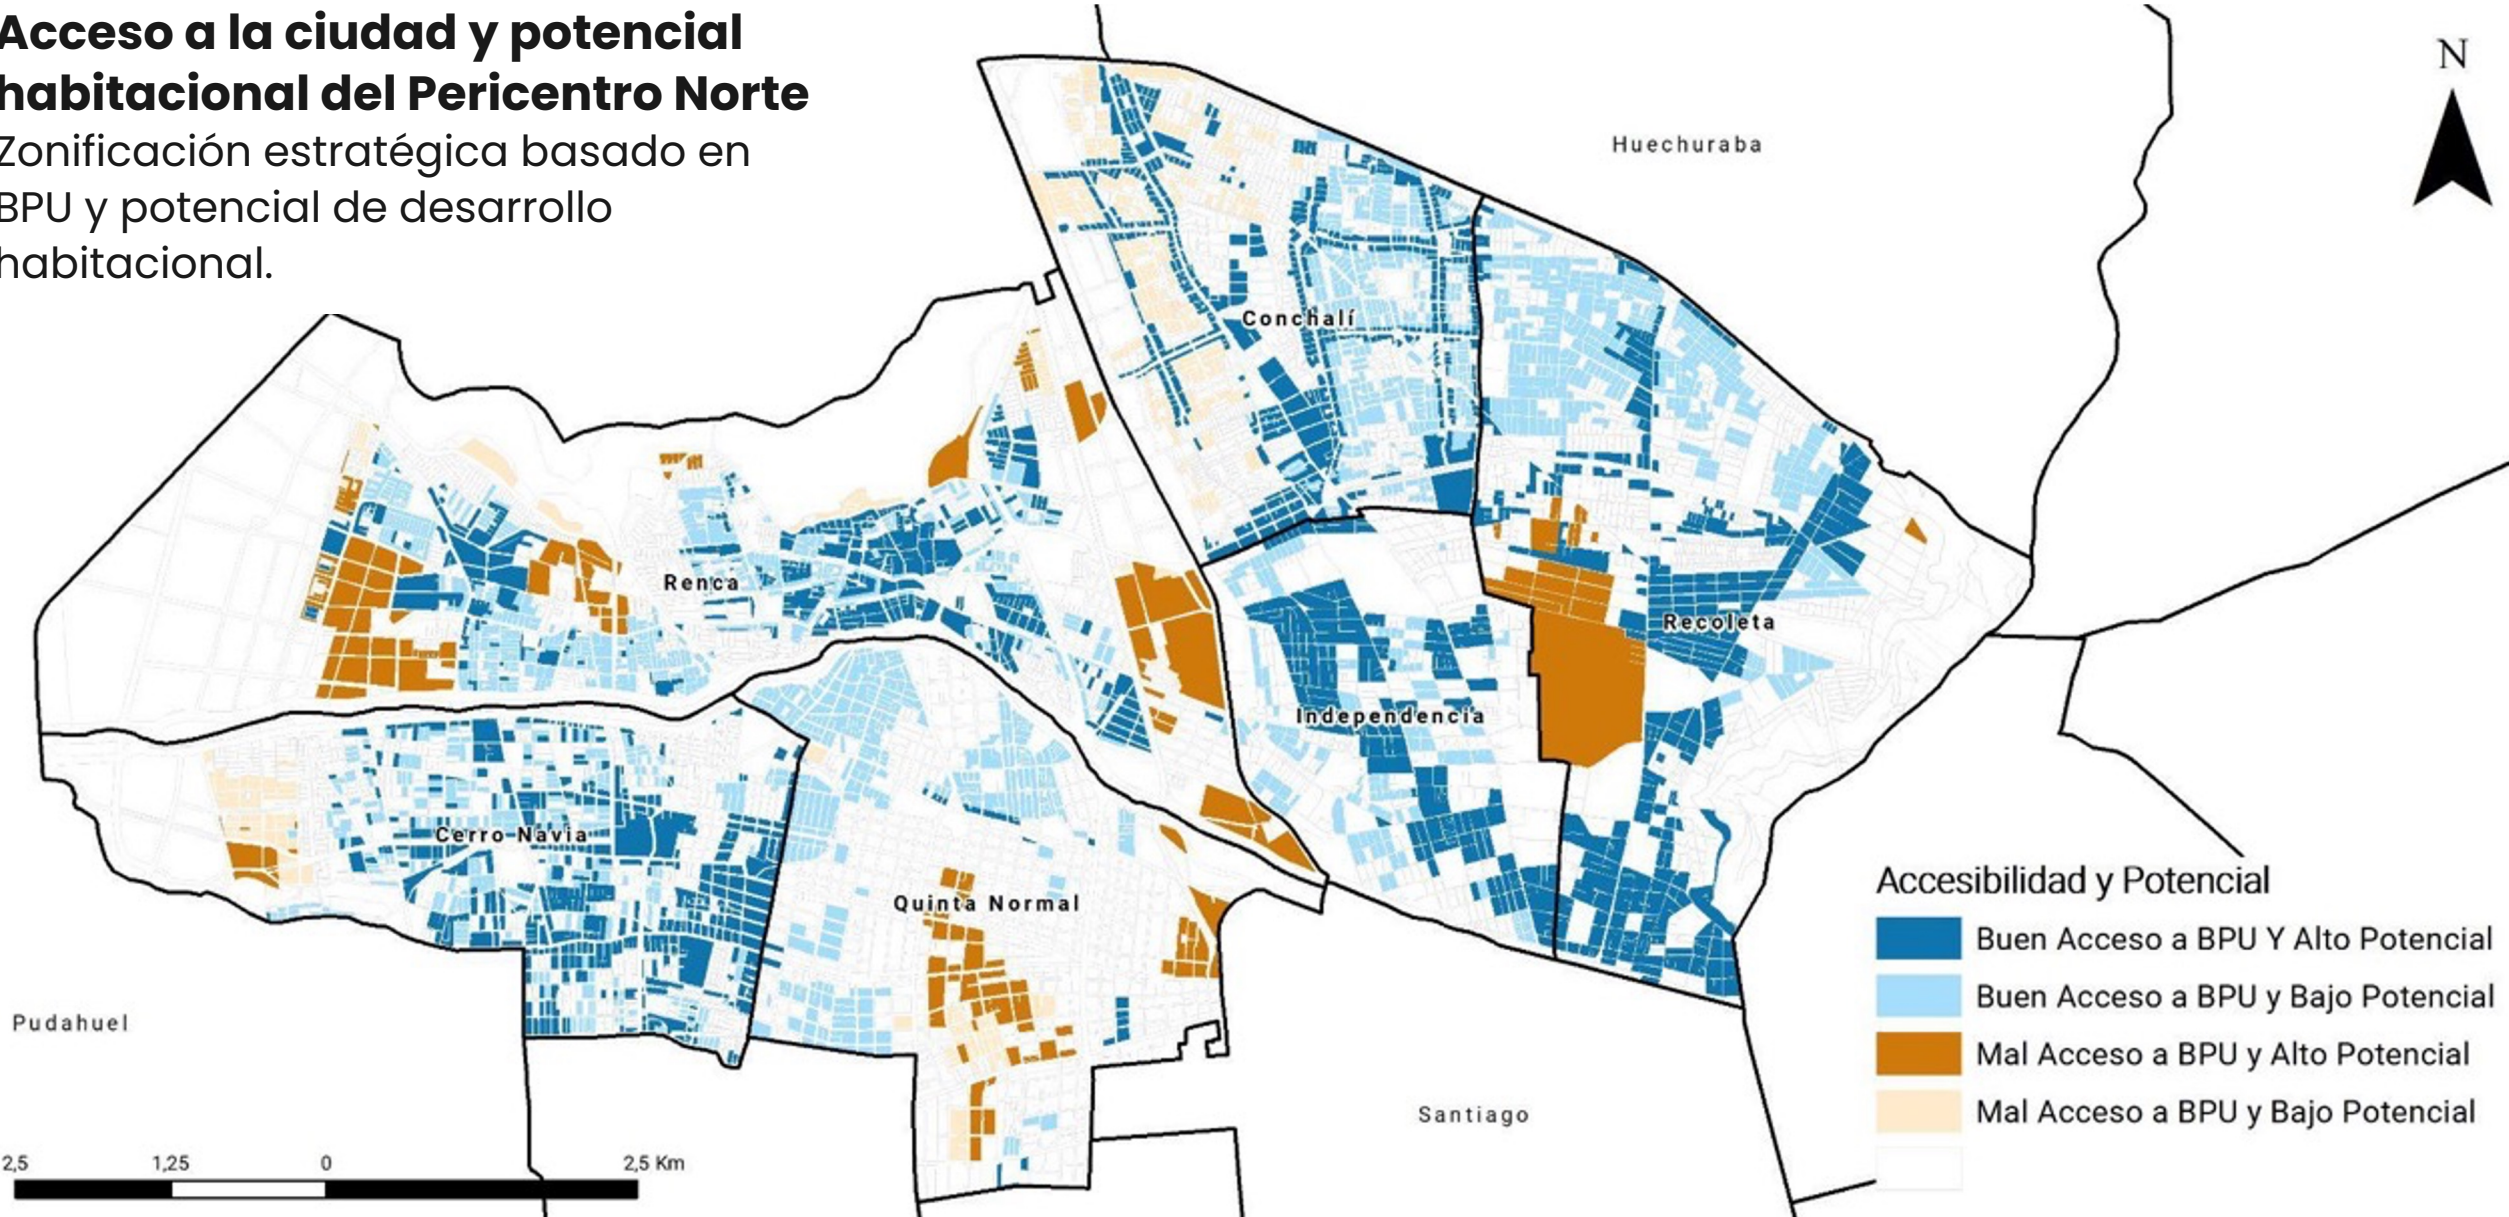 Acceso a la ciudad y potencial
habitacional del Pericentro Norte
Zonificación estratégica basado en
BPU y potencial de desarrollo
habitacional.
N
Huechuraba
Conchalí
Renca
Recoleta
Independencia
Cerro Navia
Quinta Normal
Pudahuel
Santiago
Accesibilidad y Potencial
Buen Acceso a BPU Y Alto Potencial
Buen Acceso a BPU y Bajo Potencial
Mal Acceso a BPU y Alto Potencial
Mal Acceso a BPU y Bajo Potencial
2,5 1,25 0 2,5 Km